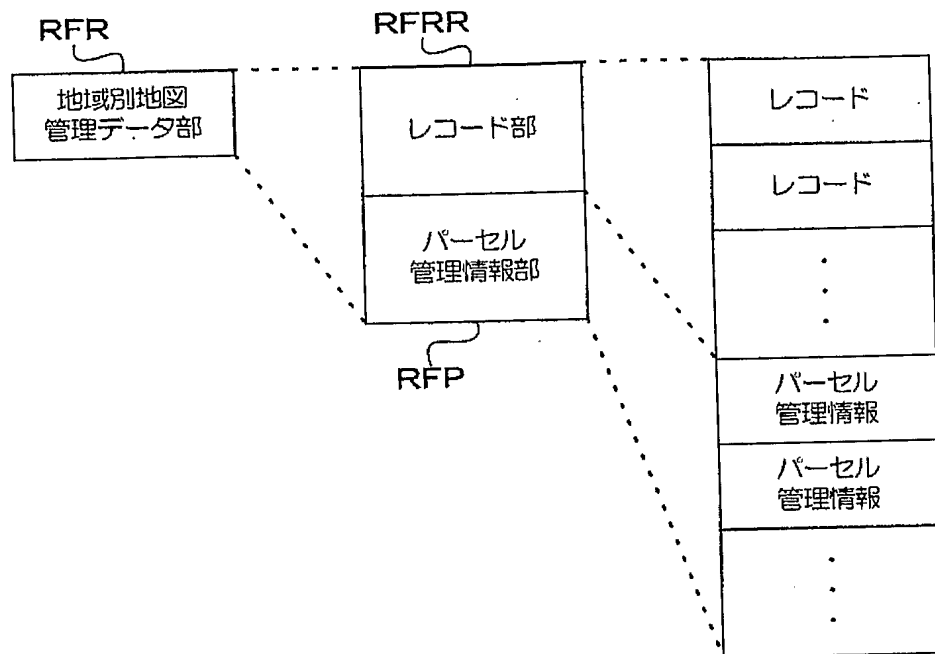 RFR
地域別地図
管理データ部
RFRR
レコード部
パーセル
管理情報部
RFP
レコード
レコード
パーセル
管理情報
パーセル
管理情報